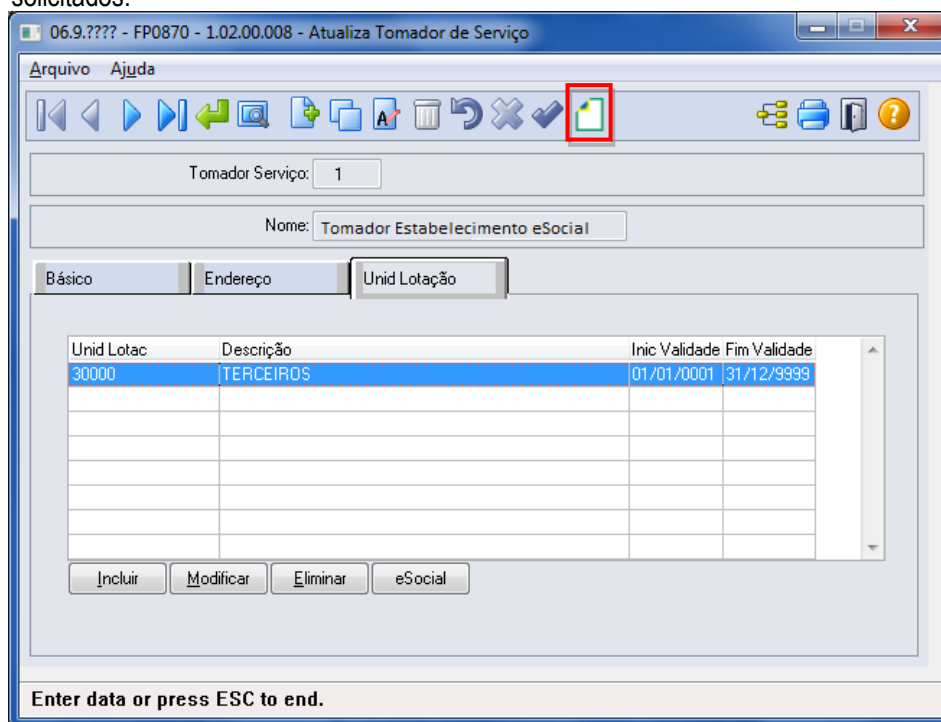 solicitados.
06.9.???? - FP0870 - 1.02.00.008 - Atualiza Tomador de Serviço
Arquivo Ajuda
Tomador Serviço: 1
Nome: Tomador Estabelecimento eSocial
Básico Endereço Unid Lotação
Unid Lotac Descrição Inic Validade Fim Validade
30000 TERCEIROS 01/01/0001 31/12/9999
Incluir Modificar Eliminar eSocial
Enter data or press ESC to end.